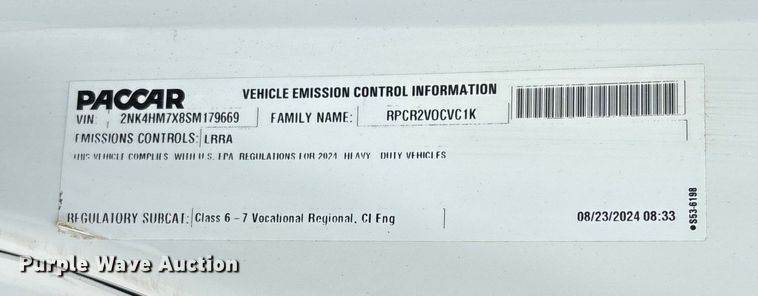 PACCAR
VEHICLE EMISSION CONTROL INFORMATION
VIN 2NK4HM7X8SM179669 FAMILY NAME: RPCR2VOCVC1K
EMISSIONS CONTROLS: LRRA
THIS VEHICLE COMPLIES WITH U.S. EPA REGULATIONS FOR 2024 HEAVY DUTY VEHICLES
REGULATORY SUBCAT: Class 6 - 7 Vocational Regional, CI Eng
08/23/2024 08:33
S53-6198
Purple Wave Auction